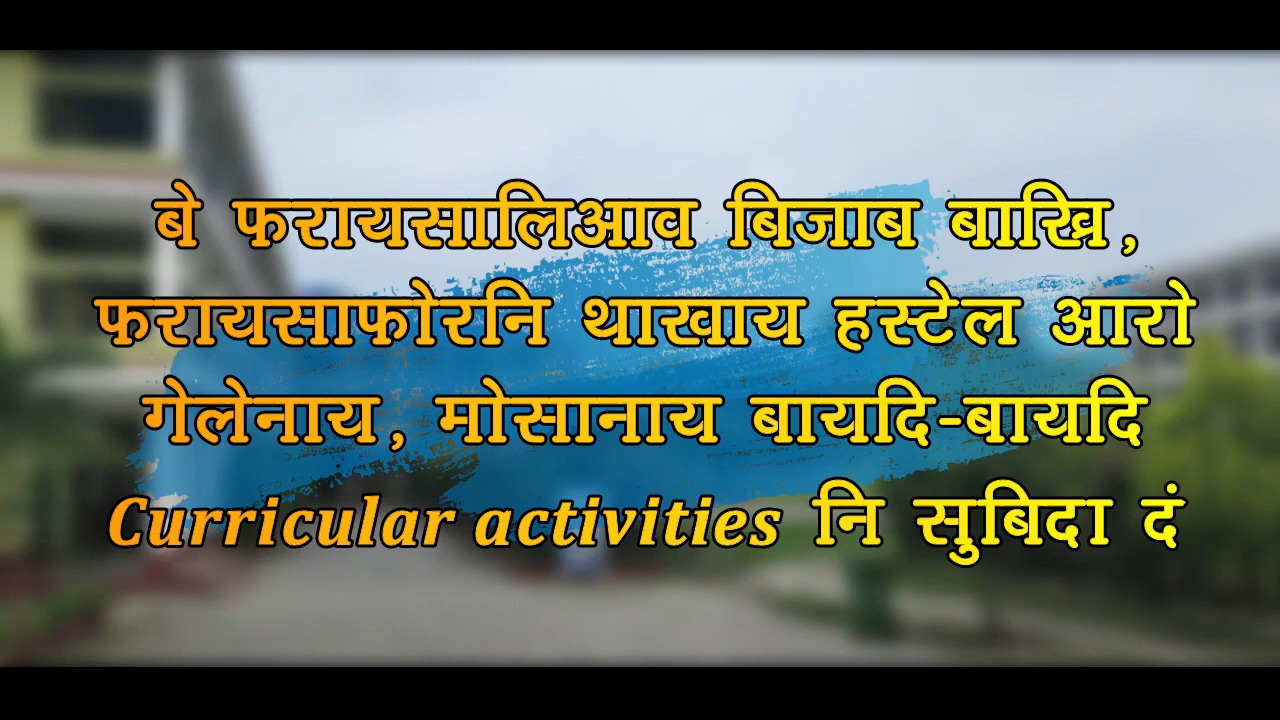 बे फरायसालिआव बिजाब बाख्रि,
फरायसाफोरनि थाखाय हस्टेल आरो
गेलेनाय, मोसानाय बायदि-बायदि
Curricular activities नि सुबिदा दं